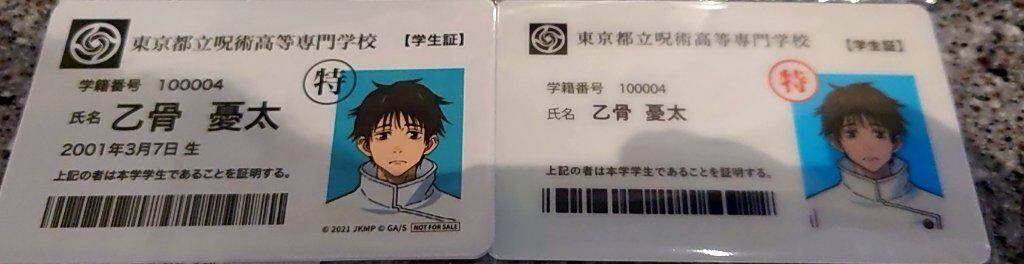 東京都立呪術高等専門学校 【学生証】
学籍番号 100004
特
氏名 乙骨 憂太
2001年3月7日 生
上記の者は本学学生であることを証明する。
© 2021 JKMP © GA/S NOT FOR SALE
東京都立呪術高等専門学校 【学生証】
学籍番号 100004
特
氏名 乙骨 憂太
上記の者は本学学生であることを証明する。